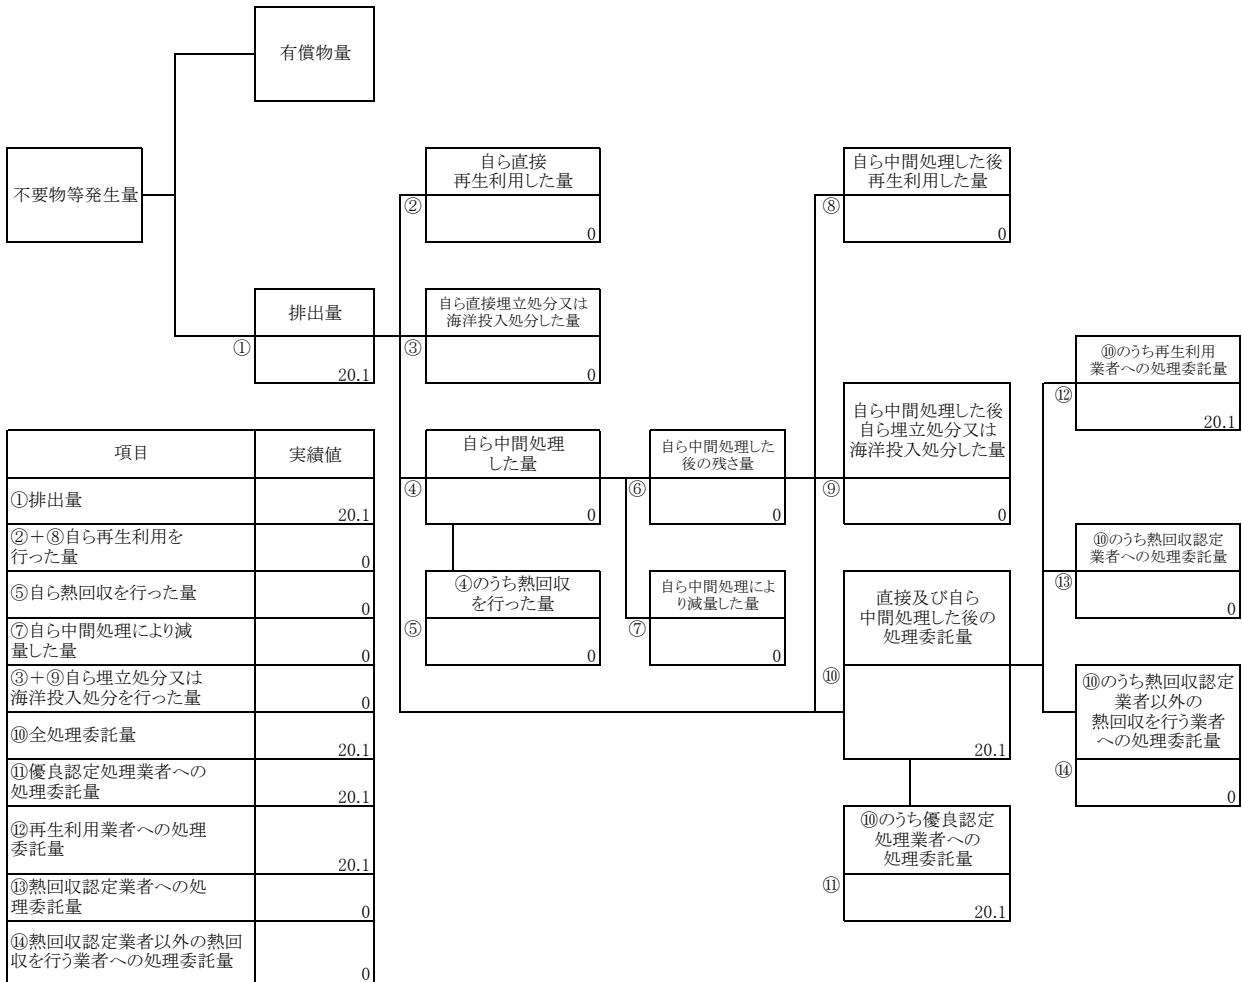 有償物量
不要物等発生量
自ら直接
再生利用した量
②
0
自ら中間処理した後
再生利用した量
⑧
0
排出量
①
20.1
自ら直接埋立処分又は
海洋投入処分した量
③
0
⑩のうち再生利用
業者への処理委託量
⑫
20.1
自ら中間処理
した量
④
0
自ら中間処理した
後の残さ量
⑥
0
自ら中間処理した後
自ら埋立処分又は
海洋投入処分した量
⑨
0
⑩のうち熱回収認定
業者への処理委託量
⑬
0
④のうち熱回収
を行った量
⑤
0
自ら中間処理によ
り減量した量
⑦
0
直接及び自ら
中間処理した後の
処理委託量
⑩
20.1
⑩のうち熱回収認定
業者以外の
熱回収を行う業者
への処理委託量
⑭
0
⑩のうち優良認定
処理業者への
処理委託量
⑪
20.1
項目
実績値
①排出量
20.1
②+⑧自ら再生利用を
行った量
0
⑤自ら熱回収を行った量
0
⑦自ら中間処理により減
量した量
0
③+⑨自ら埋立処分又は
海洋投入処分を行った量
0
⑩全処理委託量
20.1
⑪優良認定処理業者への
処理委託量
20.1
⑫再生利用業者への処理
委託量
20.1
⑬熱回収認定業者への処
理委託量
0
⑭熱回収認定業者以外の熱回
収を行う業者への処理委託量
0